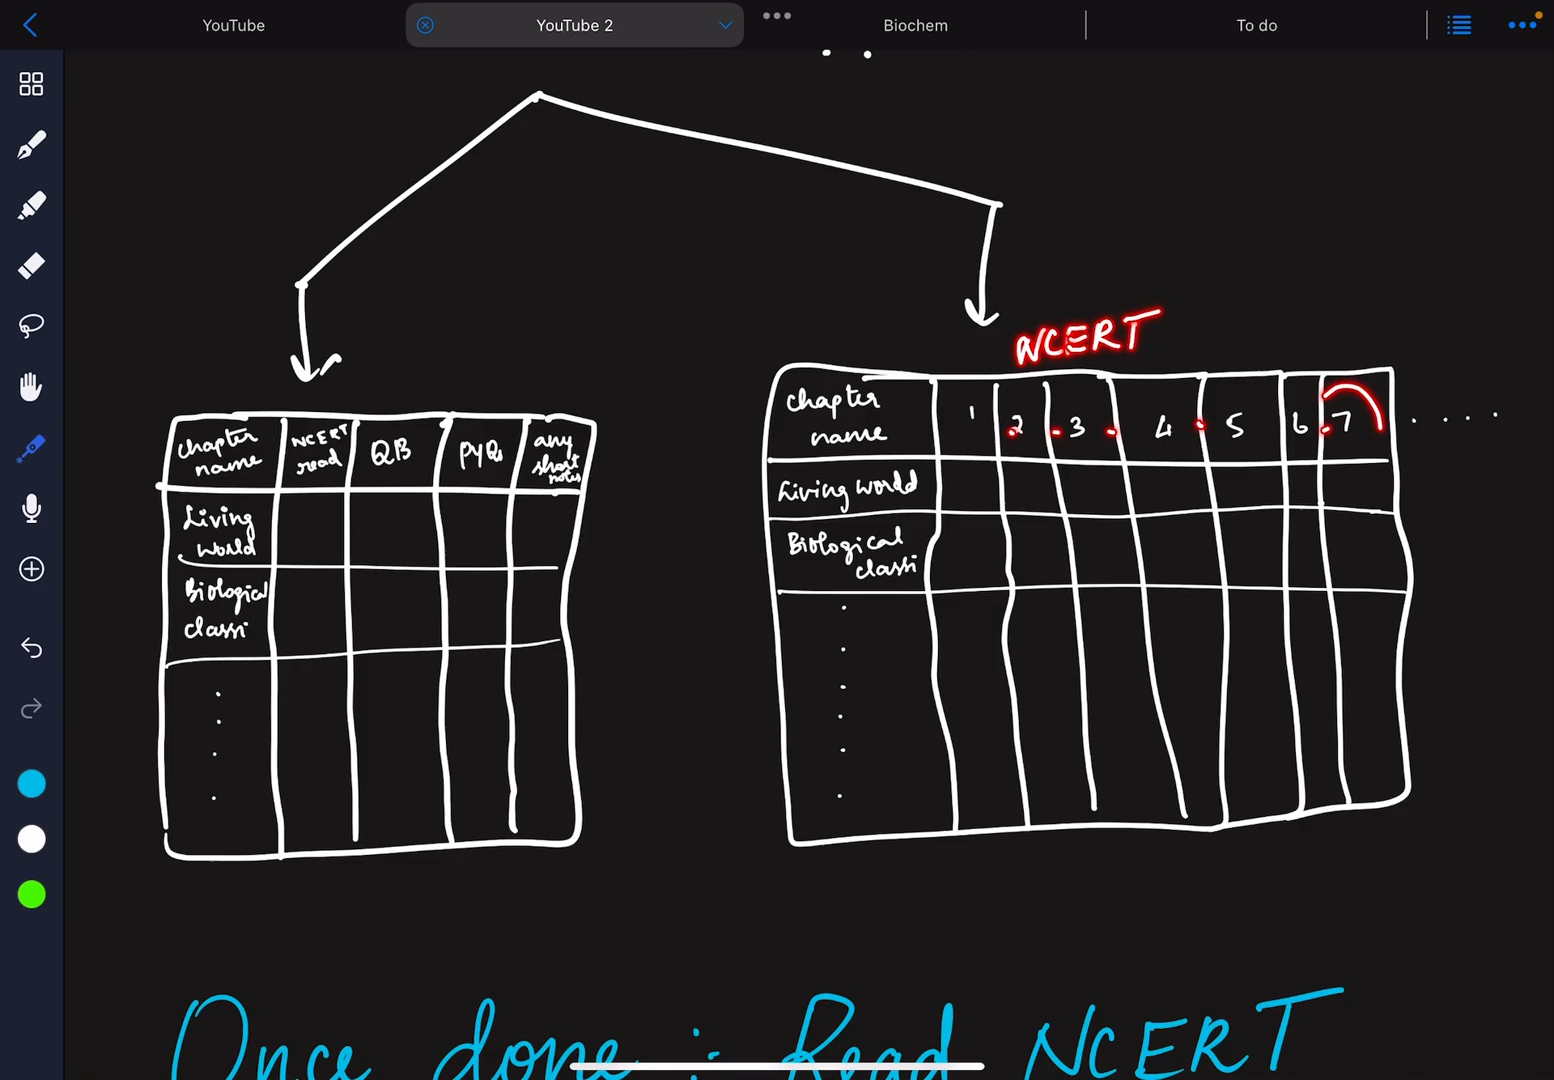 YouTube
YouTube 2
Biochem
To do
NCERT
Chapter name
NCERT read
QB
PYQs
any short notes
Living world
Biological classi
Chapter name
1
2
3
4
5
6
7
. . . .
Living world
Biological classi
Once done : Read NCERT